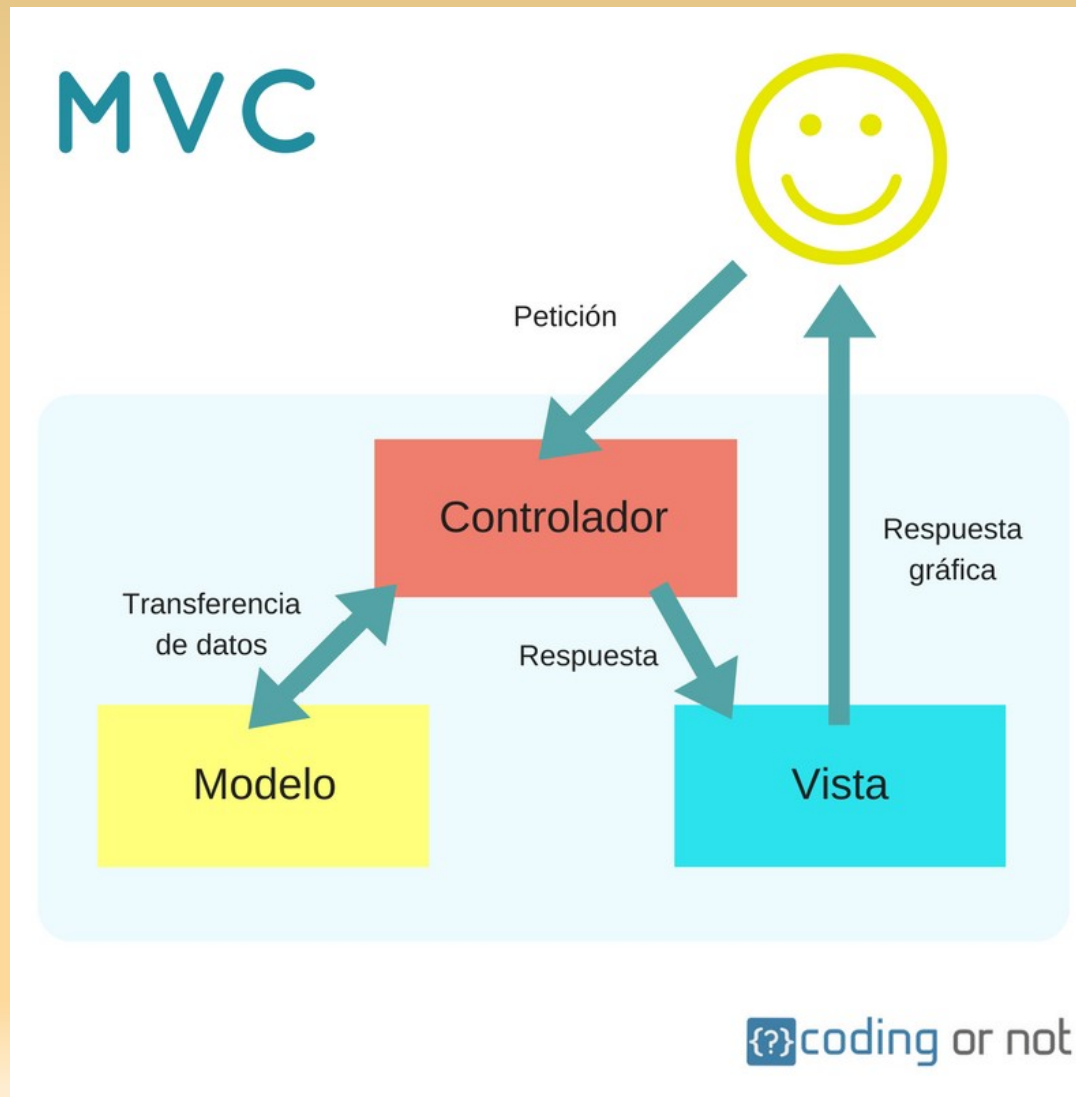 MVC
Petición
Controlador
Respuesta
gráfica
Transferencia
de datos
Respuesta
Modelo
Vista
{?}coding or not